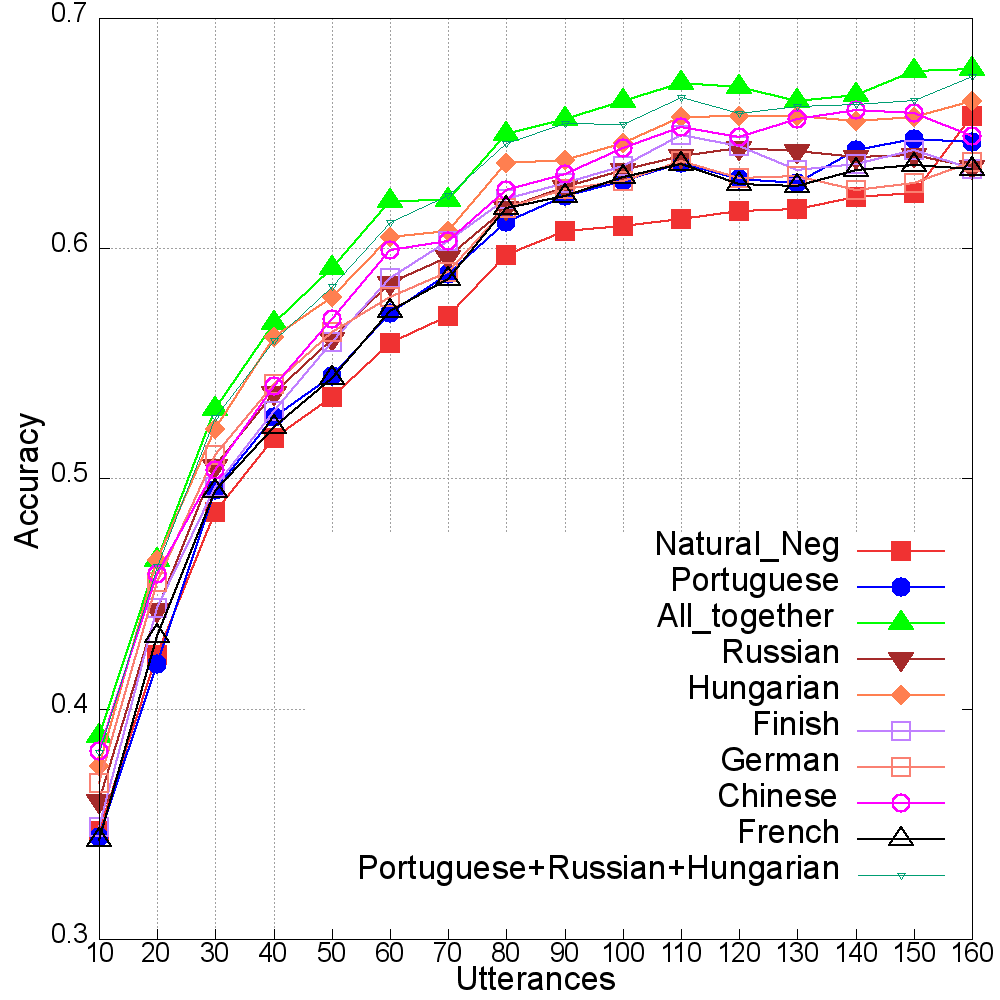 0.7
0.6
0.5
0.4
0.3
Accuracy
Natural_Neg
Portuguese
All_together
Russian
Hungarian
Finish
German
Chinese
French
Portuguese+Russian+Hungarian
10 20 30 40 50 60 70 80 90 100 110 120 130 140 150 160
Utterances